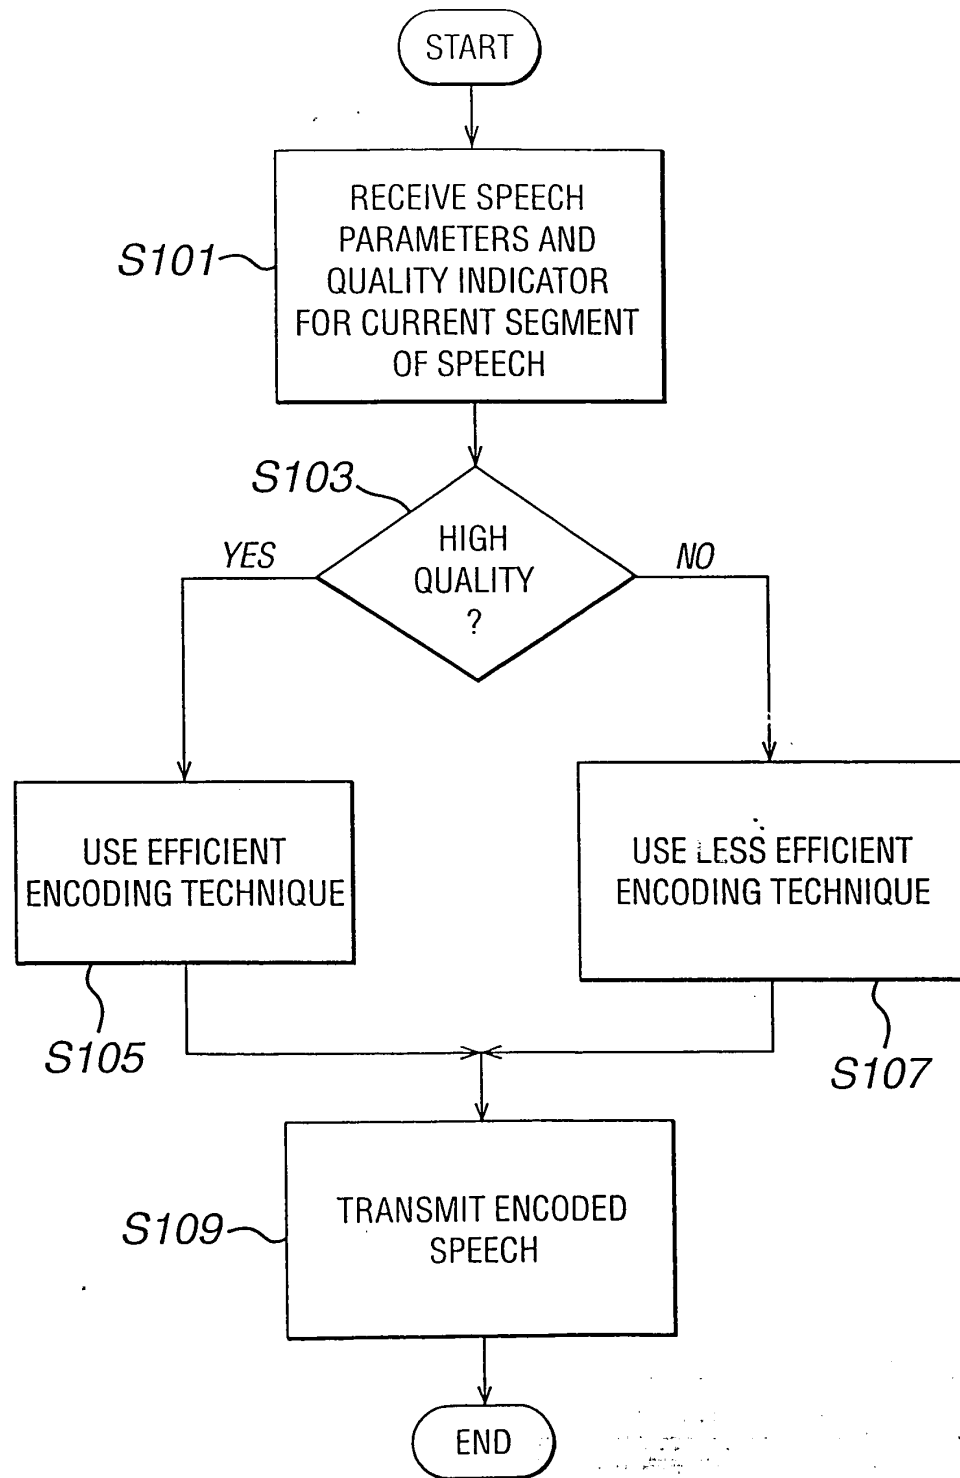 START
RECEIVE SPEECH
PARAMETERS AND
QUALITY INDICATOR
FOR CURRENT SEGMENT
OF SPEECH
S101
S103
HIGH
QUALITY
?
YES
NO
USE EFFICIENT
ENCODING TECHNIQUE
S105
USE LESS EFFICIENT
ENCODING TECHNIQUE
S107
TRANSMIT ENCODED
SPEECH
S109
END